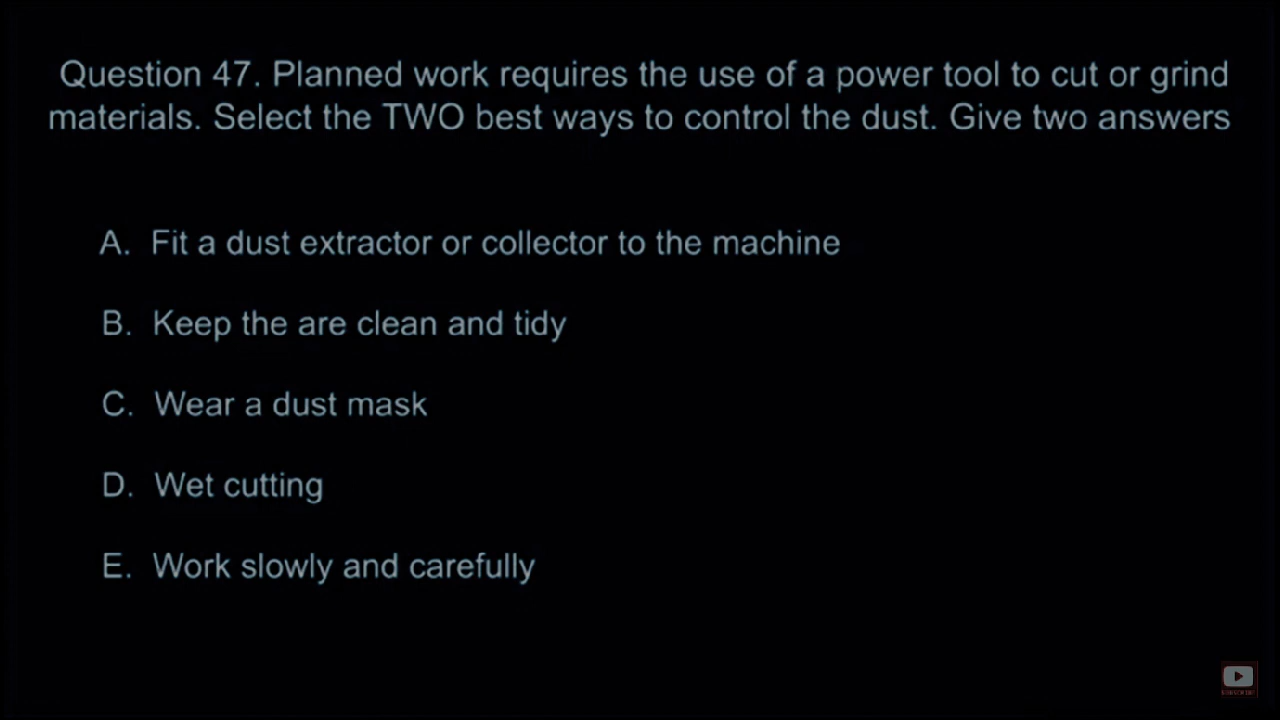 Question 47. Planned work requires the use of a power tool to cut or grind
materials. Select the TWO best ways to control the dust. Give two answers
A. Fit a dust extractor or collector to the machine
B. Keep the are clean and tidy
C. Wear a dust mask
D. Wet cutting
E. Work slowly and carefully